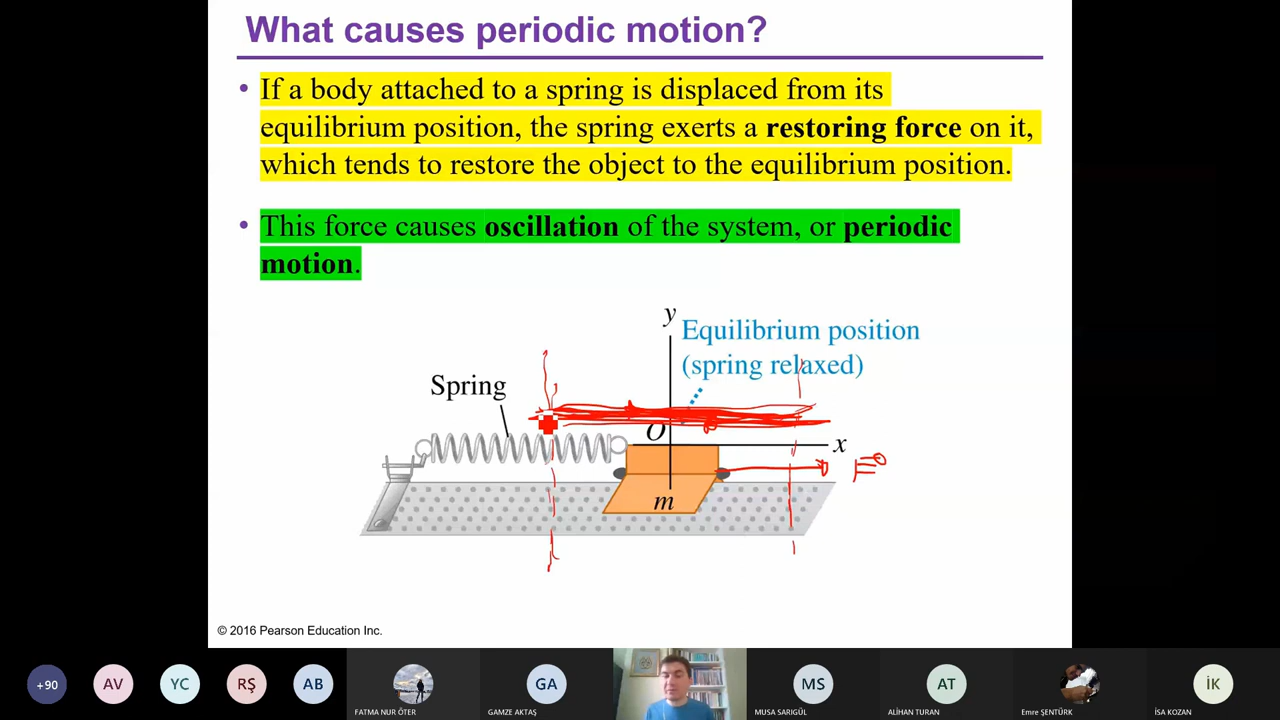 What causes periodic motion?
• If a body attached to a spring is displaced from its
equilibrium position, the spring exerts a restoring force on it,
which tends to restore the object to the equilibrium position.
• This force causes oscillation of the system, or periodic
motion.
y
Equilibrium position
(spring relaxed)
Spring
O
x
F
m
© 2016 Pearson Education Inc.
+90
AV
YC
RŞ
AB
FATMA NUR ÖTER
GA
GAMZE AKTAŞ
MS
MUSA SARIGÜL
AT
ALİHAN TURAN
Emre ŞENTÜRK
İK
İSA KOZAN